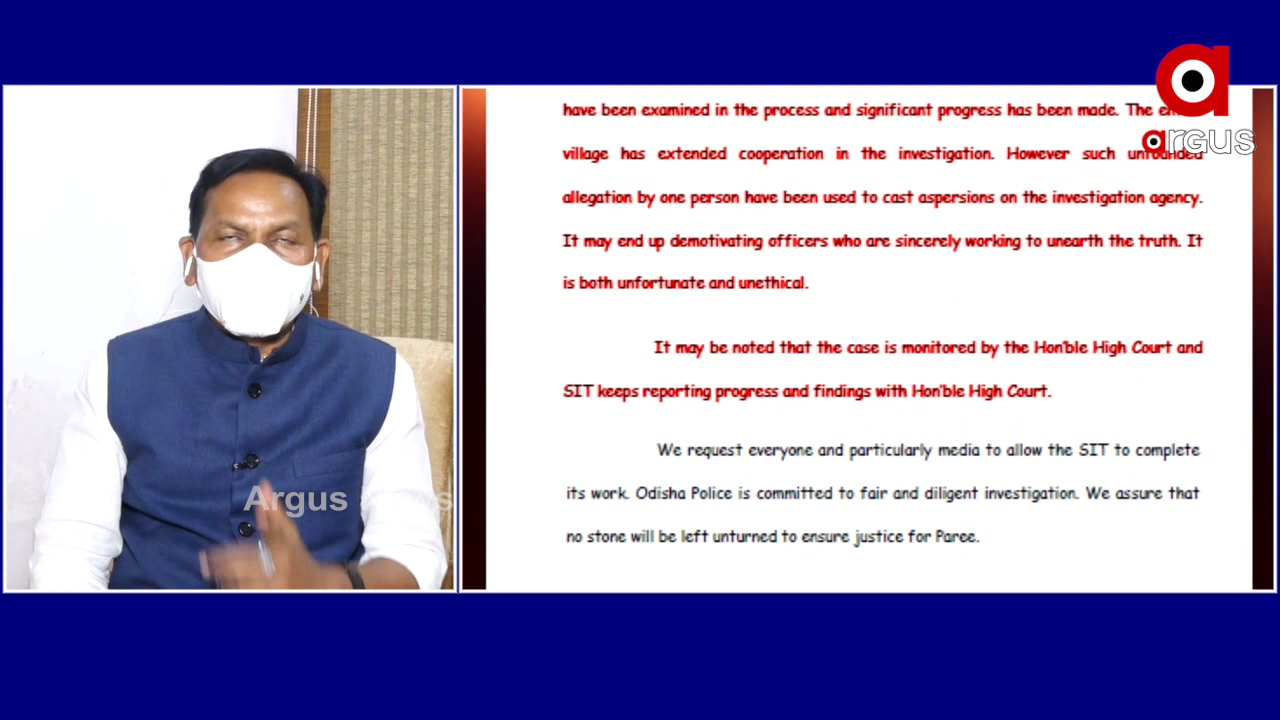 argus
have been examined in the process and significant progress has been made. The
village has extended cooperation in the investigation. However such unfounded
allegation by one person have been used to cast aspersions on the investigation agency.
It may end up demotivating officers who are sincerely working to unearth the truth. It
is both unfortunate and unethical.
It may be noted that the case is monitored by the Hon'ble High Court and
SIT keeps reporting progress and findings with Hon'ble High Court.
We request everyone and particularly media to allow the SIT to complete
its work. Odisha Police is committed to fair and diligent investigation. We assure that
no stone will be left unturned to ensure justice for Paree.
Argus News